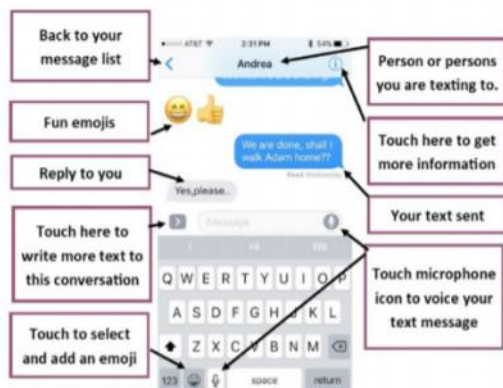 Back to your
message list
Fun emojis
Reply to you
Touch here to
write more text to
this conversation
Touch to select
and add an emoji
AT&T 2:31 PM 54%
Andrea
We are done, shall I
walk Adam home??
Read
Yes,please..
iMessage
I Hi We
Q W E R T Y U I O P
A S D F G H J K L
Z X C V B N M
123 space return
Person or persons
you are texting to.
Touch here to get
more information
Your text sent
Touch microphone
icon to voice your
text message